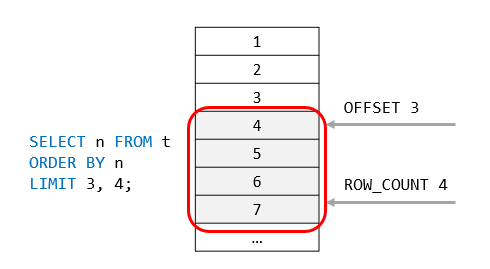 SELECT n FROM t
ORDER BY n
LIMIT 3, 4;
1
2
3
4
5
6
7
...
OFFSET 3
ROW_COUNT 4